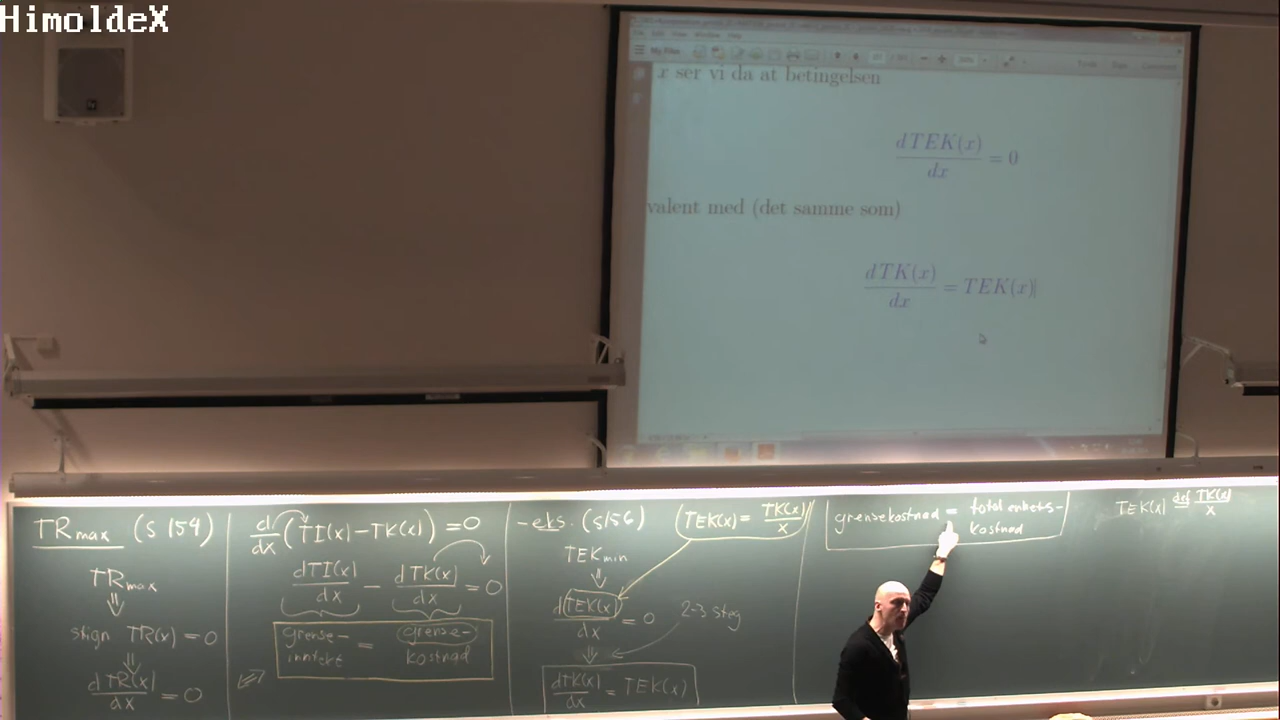 HimoldeX
x ser vi da at betingelsen
dTEK(x)
dx
= 0
valent med (det samme som)
dTK(x)
dx
= TEK(x)
TRmax (S 154)
TRmax
⇓
stign TR(x) = 0
⇓
dTR(x)
dx
= 0
d
dx
(TI(x) − TK(x)) = 0
dTI(x)
dx
− dTK(x)
dx
= 0
grense-
inntekt
=
grense-
kostnad
- eks. (S156)
TEKmin
⇓
dTEK(x)
dx
= 0
⇓
dTK(x)
dx
= TEK(x)
(TEK(x) = TK(x)
x
)
2-3 steg
grensekostnad = total enhets-
kostnad
TEK(x) def
= TK(x)
x